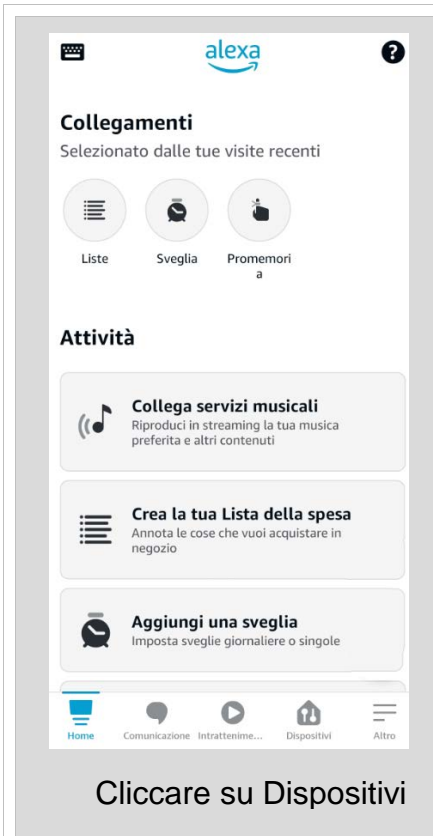 alexa
?
Collegamenti
Selezionato dalle tue visite recenti
Liste
Sveglia
Promemori
a
Attività
Collega servizi musicali
Riproduci in streaming la tua musica
preferita e altri contenuti
Crea la tua Lista della spesa
Annota le cose che vuoi acquistare in
negozio
Aggiungi una sveglia
Imposta sveglie giornaliere o singole
Home
Comunicazione
Intratteníme...
Dispositivi
Altro
Cliccare su Dispositivi